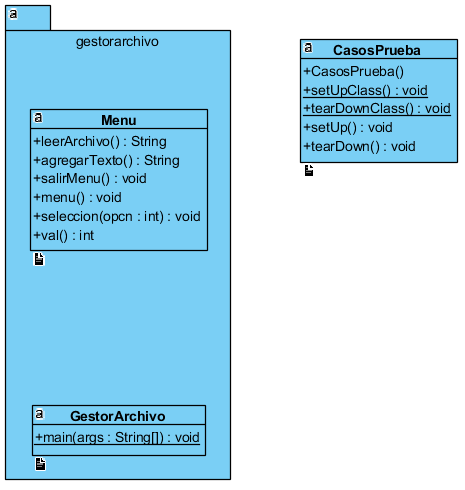 a
gestorarchivo
a
Menu
+leerArchivo() : String
+agregarTexto() : String
+salirMenu() : void
+menu() : void
+seleccion(opcn : int) : void
+val() : int
a
GestorArchivo
+main(args : String[]) : void
a
CasosPrueba
+CasosPrueba()
+setUpClass() : void
+tearDownClass() : void
+setUp() : void
+tearDown() : void